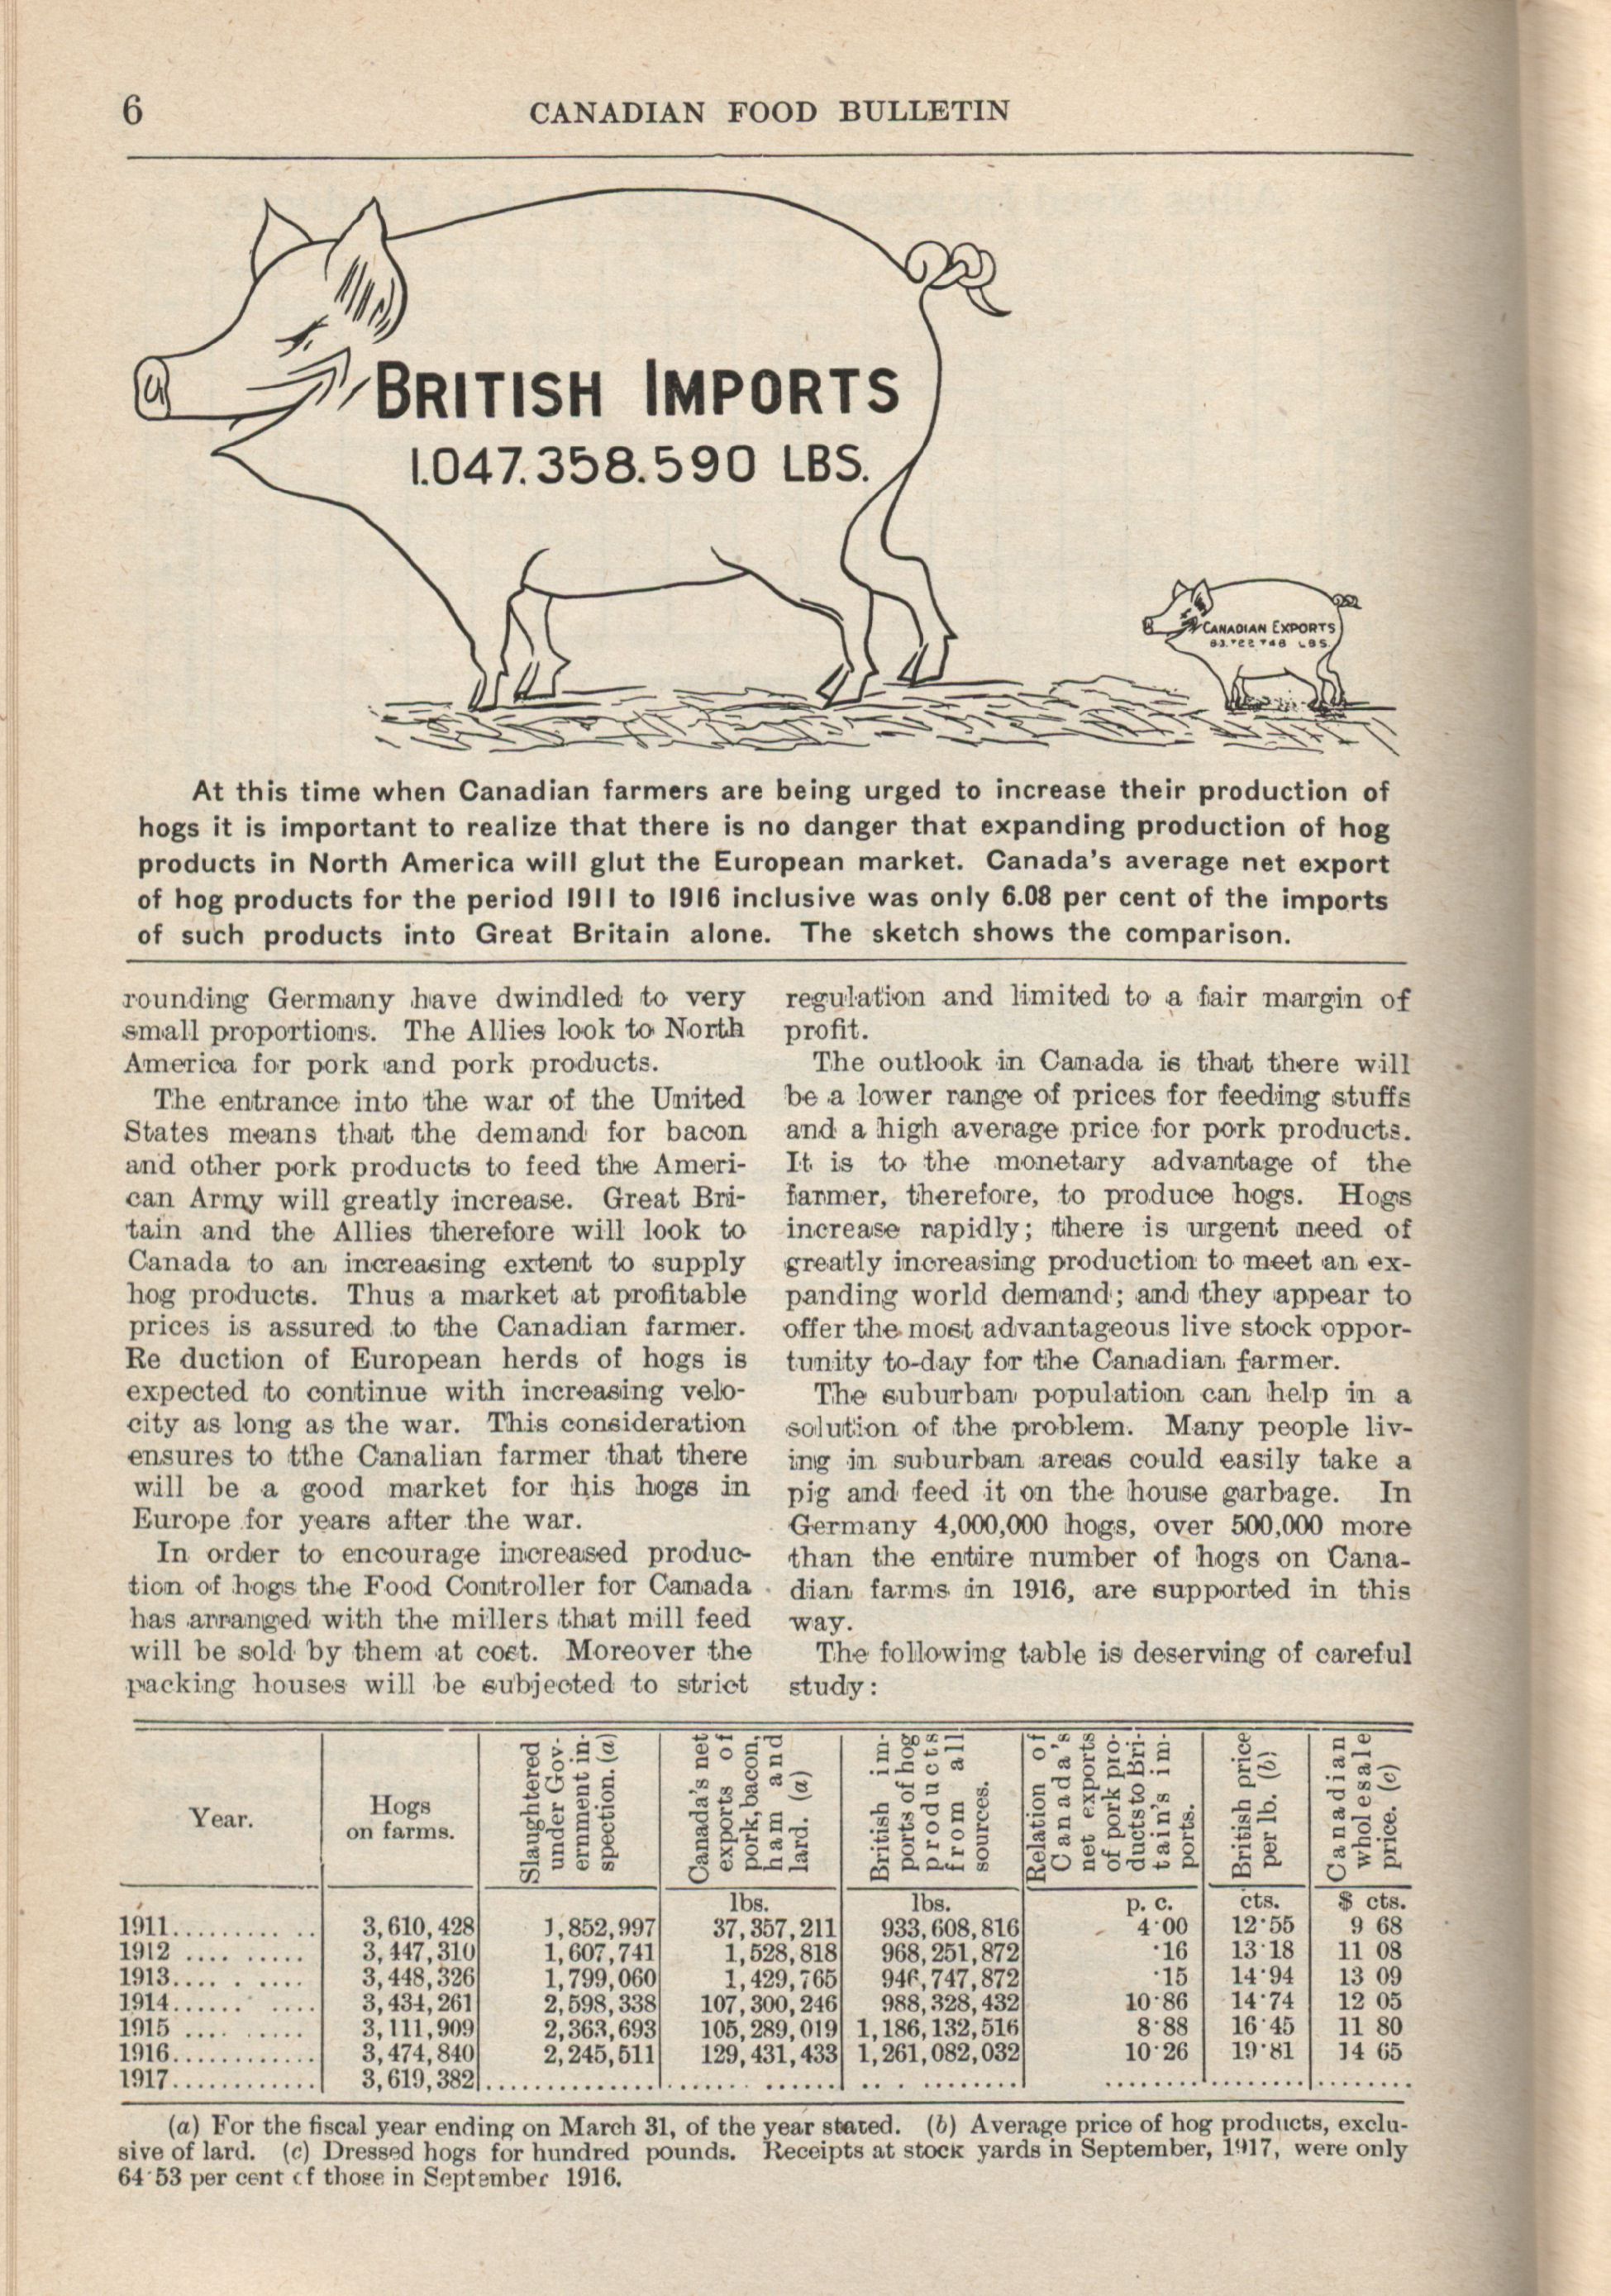 6
CANADIAN FOOD BULLETIN
BRITISH IMPORTS
1.047.358.590 LBS.
CANADIAN EXPORTS
LBS.
At this time when Canadian farmers are being urged to increase their production of
hogs it is important to realize that there is no danger that expanding production of hog
products in North America will glut the European market. Canada's average net export
of hog products for the period 1911 to 1916 inclusive was only 6.08 per cent of the imports
of such products into Great Britain alone. The sketch shows the comparison.
rounding Germany have dwindled to very
small proportions. The Allies look to North
America for pork and pork products.
The entrance into the war of the United
States means that the demand for bacon
and other pork products to feed the Ameri-
can Army will greatly increase. Great Bri-
tain and the Allies therefore will look to
Canada to an increasing extent to supply
hog products. Thus a market at profitable
prices is assured to the Canadian farmer.
Re duction of European herds of hogs is
expected to continue with increasing velo-
city as long as the war. This consideration
ensures to tthe Canalian farmer that there
will be a good market for his hogs in
Europe for years after the war.
In order to encourage increased produc-
tion of hogs the Food Controller for Canada
has arranged with the millers that mill feed
will be sold by them at cost. Moreover the
packing houses will be subjected to strict
regulation and limited to a fair margin of
profit.
The outlook in Canada is that there will
be a lower range of prices for feeding stuffs
and a high average price for pork products.
It is to the monetary advantage of the
farmer, therefore, to produce hogs. Hogs
increase rapidly; there is urgent need of
greatly increasing production to meet an ex-
panding world demand; and they appear to
offer the most advantageous live stock oppor-
tunity to-day for the Canadian farmer.
The suburban population can help in a
solution of the problem. Many people liv-
ing in suburban areas could easily take a
pig and feed it on the house garbage. In
Germany 4,000,000 hogs, over 500,000 more
than the entire number of hogs on Cana-
dian farms in 1916, are supported in this
way.
The following table is deserving of careful
study:
Year.
Hogs
on farms.
Slaughtered
under Gov-
ernment in-
spection. (a)
Canada's net
exports of
pork, bacon,
ham and
lard. (a)
British im-
ports of hog
products
from all
sources.
Relation of
Canada's
net exports
of pork pro-
ducts to Bri-
tain's im-
ports.
British price
per lb. (b)
Canadian
wholesale
price. (c)
lbs. lbs. p. c. cts. $ cts.
1911............ 3,610,428 1,852,997 37,357,211 933,608,816 4·00 12·55 9 68
1912 ......... 3,447,310 1,607,741 1,528,818 968,251,872 ·16 13·18 11 08
1913......... 3,448,326 1,799,060 1,429,765 946,747,872 ·15 14·94 13 09
1914.......... 3,434,261 2,598,338 107,300,246 988,328,432 10·86 14·74 12 05
1915 ......... 3,111,909 2,363,693 105,289,019 1,186,132,516 8·88 16·45 11 80
1916............ 3,474,840 2,245,511 129,431,433 1,261,082,032 10·26 19·81 14 65
1917............ 3,619,382
(a) For the fiscal year ending on March 31, of the year stated. (b) Average price of hog products, exclu-
sive of lard. (c) Dressed hogs for hundred pounds. Receipts at stock yards in September, 1917, were only
64·53 per cent of those in September 1916.